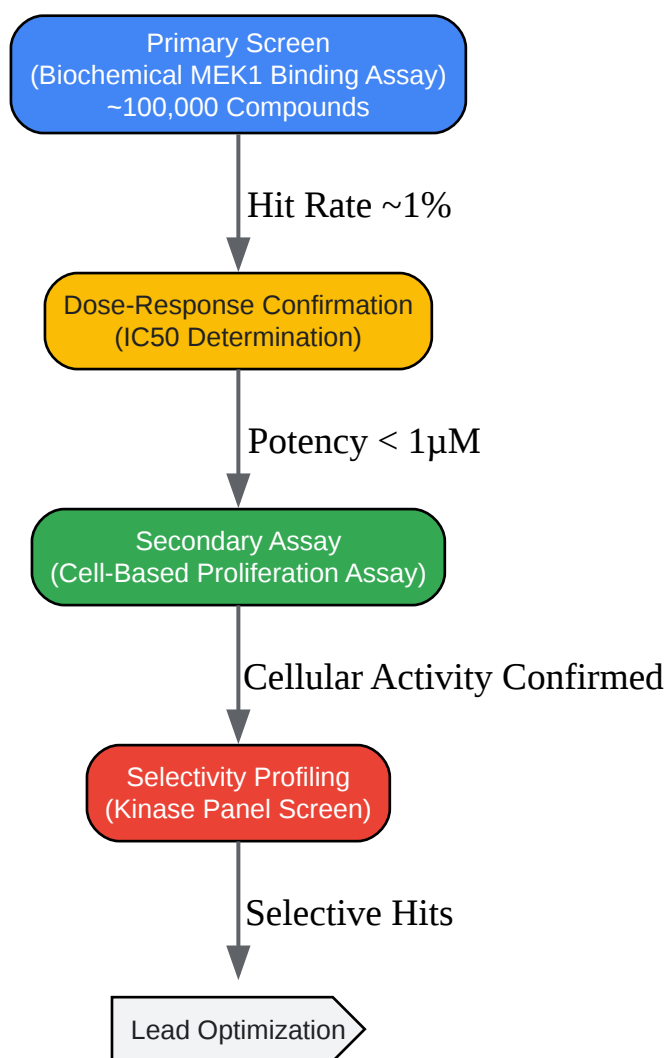 Primary Screen
(Biochemical MEK1 Binding Assay)
~100,000 Compounds
Hit Rate ~1%
Dose-Response Confirmation
(IC50 Determination)
Potency < 1µM
Secondary Assay
(Cell-Based Proliferation Assay)
Cellular Activity Confirmed
Selectivity Profiling
(Kinase Panel Screen)
Selective Hits
Lead Optimization